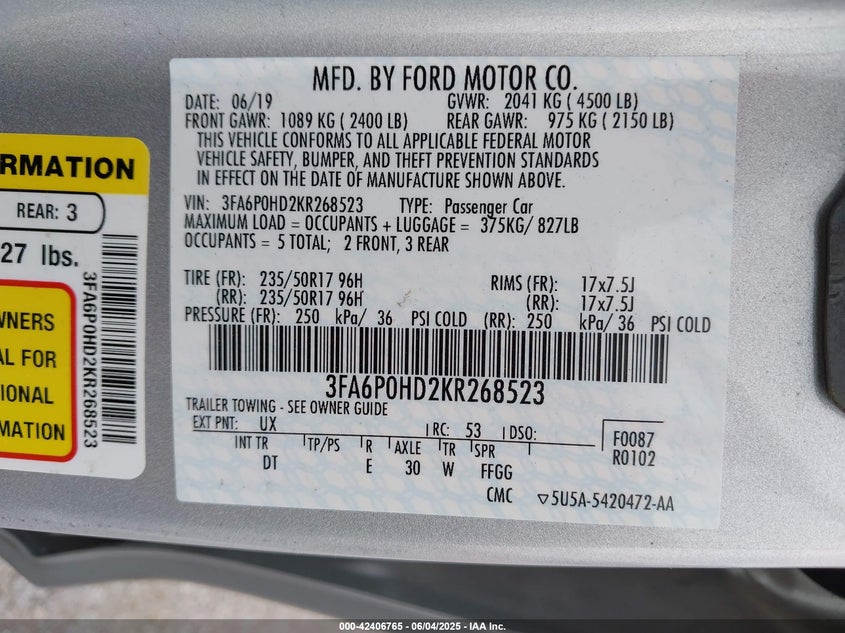 RMATION
REAR: 3
27 lbs.
3FA6P0HD2KR268523
WNERS
AL FOR
IONAL
MATION
MFD. BY FORD MOTOR CO.
DATE: 06/19 GVWR: 2041 KG ( 4500 LB)
FRONT GAWR: 1089 KG ( 2400 LB) REAR GAWR: 975 KG ( 2150 LB)
THIS VEHICLE CONFORMS TO ALL APPLICABLE FEDERAL MOTOR
VEHICLE SAFETY, BUMPER, AND THEFT PREVENTION STANDARDS
IN EFFECT ON THE DATE OF MANUFACTURE SHOWN ABOVE.
VIN: 3FA6P0HD2KR268523 TYPE: Passenger Car
MAXIMUM LOAD = OCCUPANTS + LUGGAGE = 375KG/ 827LB
OCCUPANTS = 5 TOTAL; 2 FRONT, 3 REAR
TIRE (FR): 235/50R17 96H RIMS (FR): 17x7.5J
(RR): 235/50R17 96H (RR): 17x7.5J
PRESSURE (FR): 250 kPa/ 36 PSI COLD (RR): 250 kPa/ 36 PSI COLD
3FA6P0HD2KR268523
TRAILER TOWING - SEE OWNER GUIDE
EXT PNT: UX RC: 53 DSO: F0087
INT TR TP/PS R AXLE TR SPR R0102
DT E 30 W FFGG
CMC ▽5U5A-5420472-AA
000-42406765 - 06/04/2025 - IAA Inc.